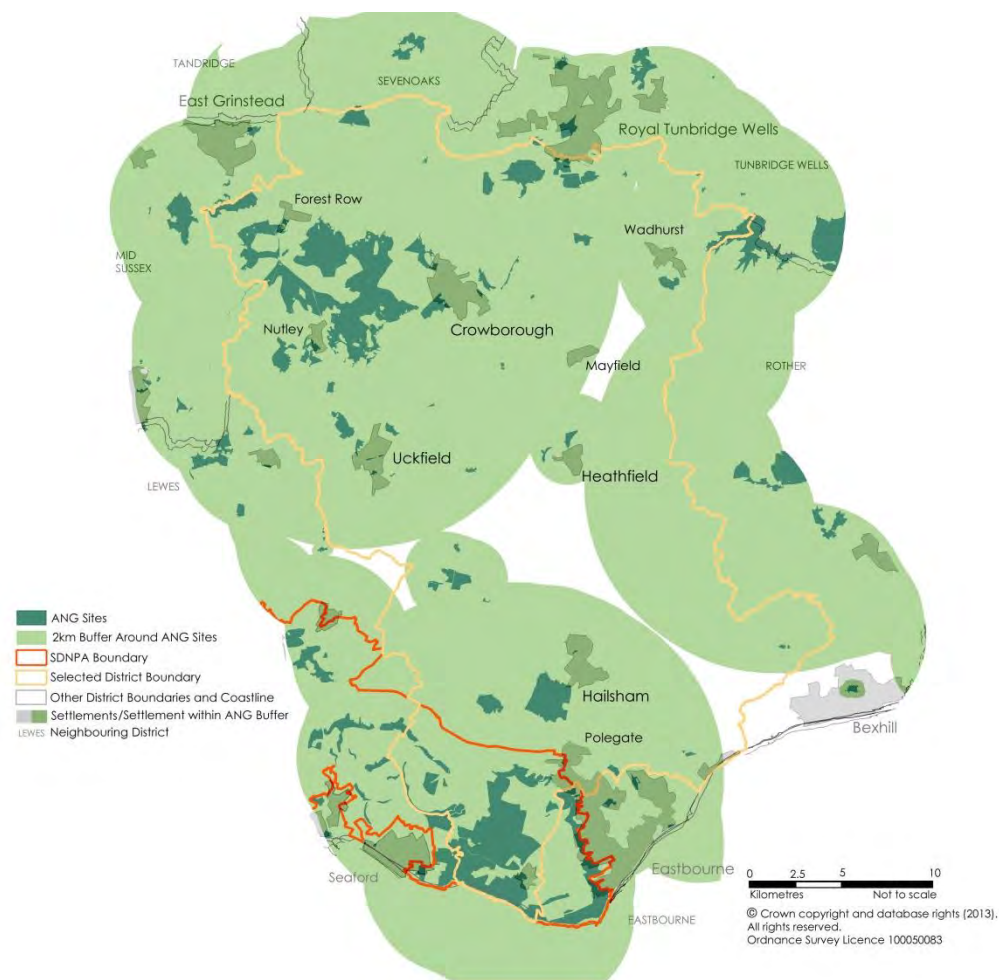 TANDRIDGE
SEVENOAKS
East Grinstead
Royal Tunbridge Wells
TUNBRIDGE WELLS
Forest Row
Wadhurst
MID
SUSSEX
Nutley
Crowborough
Mayfield
ROTHER
Uckfield
Heathfield
LEWES
ANG Sites
2km Buffer Around ANG Sites
SDNPA Boundary
Selected District Boundary
Other District Boundaries and Coastline
Settlements/Settlement within ANG Buffer
LEWES Neighbouring District
Hailsham
Polegate
Bexhill
Seaford
Eastbourne
EASTBOURNE
0 2.5 5 10
Kilometres Not to scale
© Crown copyright and database rights (2013).
All rights reserved.
Ordnance Survey Licence 100050083